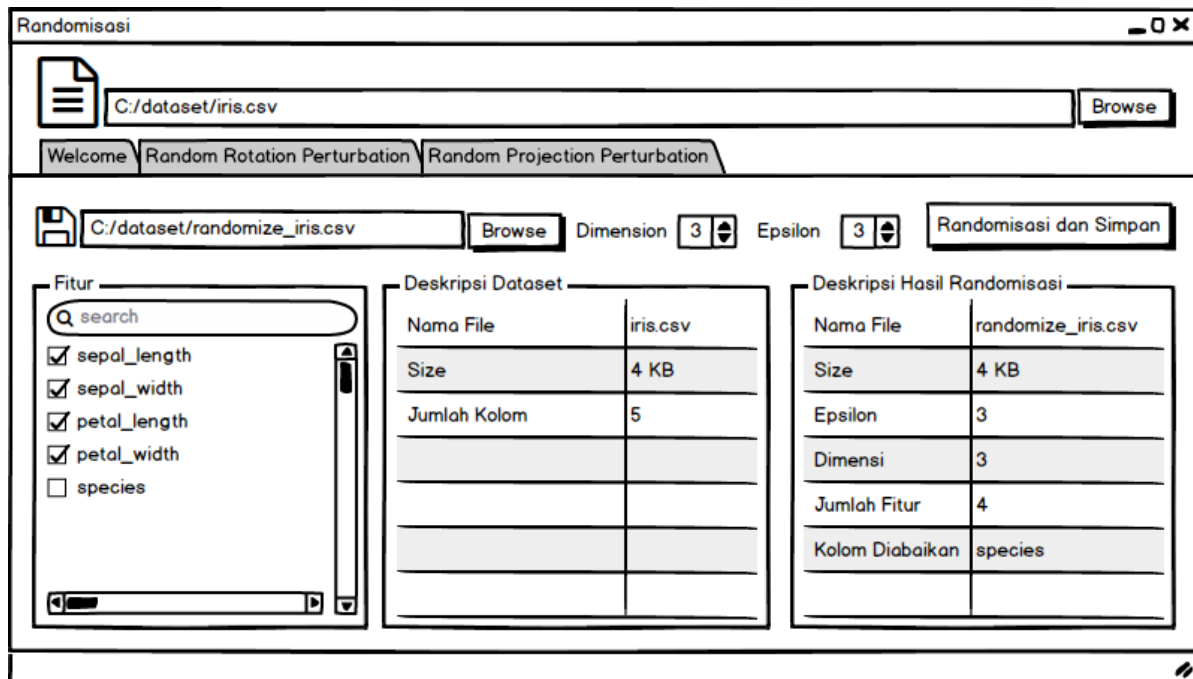 Randomisasi
C:/dataset/iris.csv
Browse
Welcome
Random Rotation Perturbation
Random Projection Perturbation
C:/dataset/randomize_iris.csv
Browse
Dimension
3
Epsilon
3
Randomisasi dan Simpan
Fitur
search
sepal_length
sepal_width
petal_length
petal_width
species
Deskripsi Dataset
Nama File iris.csv
Size 4 KB
Jumlah Kolom 5
Deskripsi Hasil Randomisasi
Nama File randomize_iris.csv
Size 4 KB
Epsilon 3
Dimensi 3
Jumlah Fitur 4
Kolom Diabaikan species